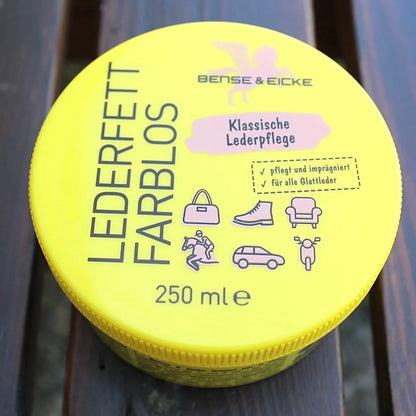 BENSE & EICKE
LEDERFETT
FARBLOS
Klassische
Lederpflege
✓ pflegt und imprägniert
✓ für alle Glattleder
250 ml ℮